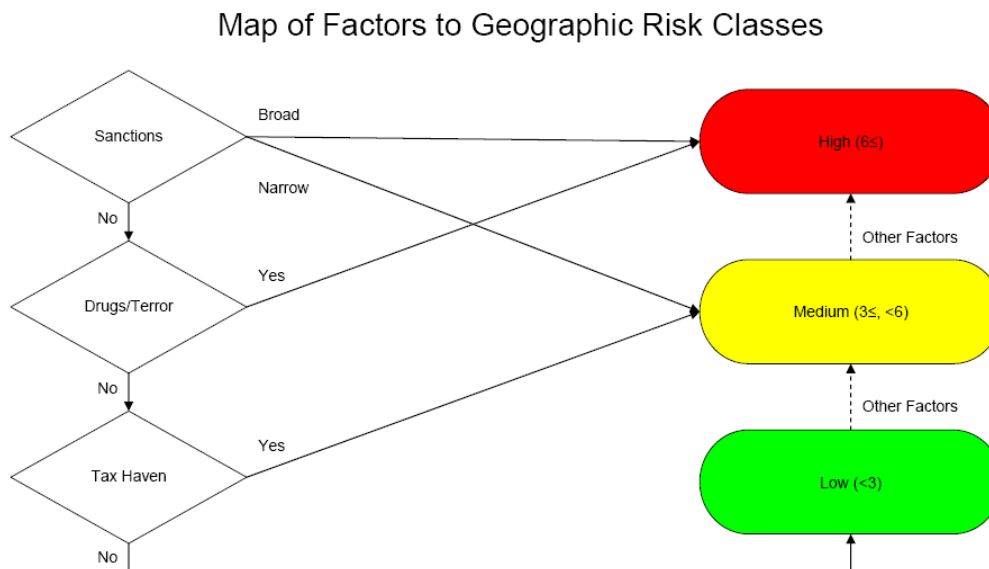 Map of Factors to Geographic Risk Classes
Sanctions
Broad
High (6≤)
Narrow
No
Other Factors
Drugs/Terror
Yes
Medium (3≤, <6)
No
Other Factors
Tax Haven
Yes
Low (<3)
No